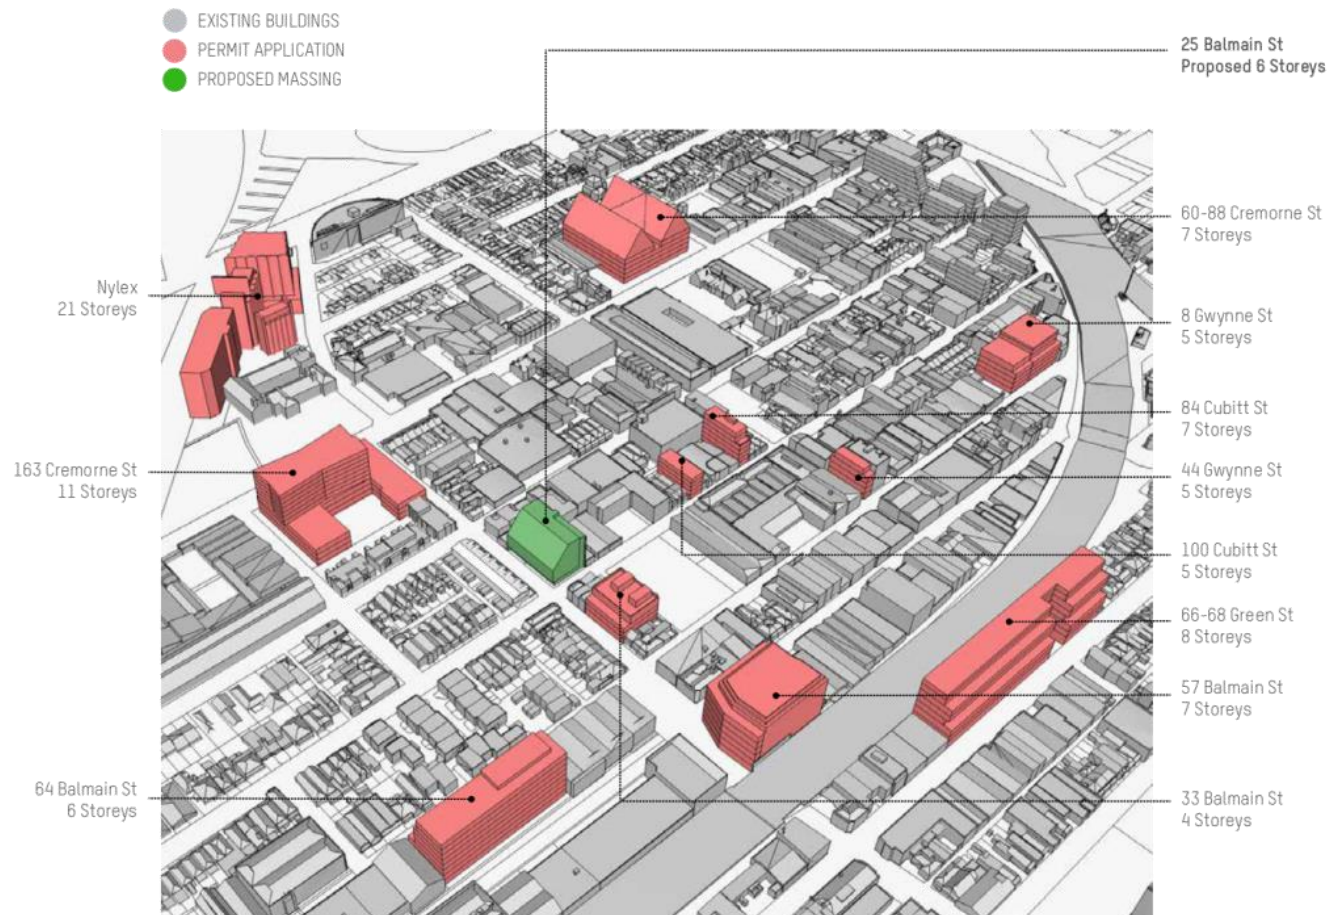 EXISTING BUILDINGS
PERMIT APPLICATION
PROPOSED MASSING
25 Balmain St
Proposed 6 Storeys
60-88 Cremorne St
7 Storeys
Nylex
21 Storeys
8 Gwynne St
5 Storeys
84 Cubitt St
7 Storeys
163 Cremorne St
11 Storeys
44 Gwynne St
5 Storeys
100 Cubitt St
5 Storeys
66-68 Green St
8 Storeys
57 Balmain St
7 Storeys
64 Balmain St
6 Storeys
33 Balmain St
4 Storeys